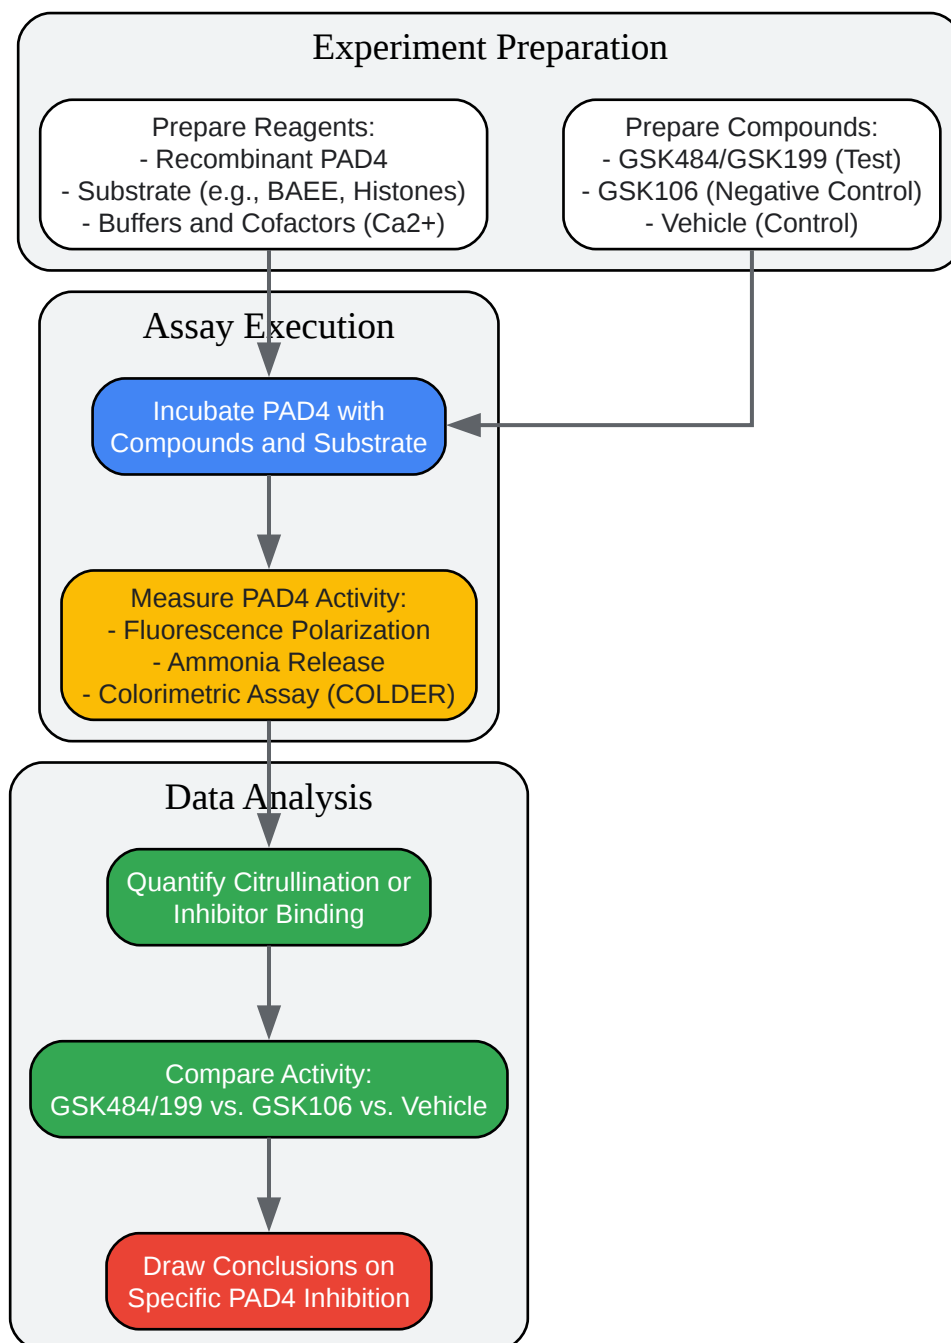 Experiment Preparation
Prepare Reagents:
- Recombinant PAD4
- Substrate (e.g., BAEE, Histones)
- Buffers and Cofactors (Ca2+)
Prepare Compounds:
- GSK484/GSK199 (Test)
- GSK106 (Negative Control)
- Vehicle (Control)
Assay Execution
Incubate PAD4 with
Compounds and Substrate
Measure PAD4 Activity:
- Fluorescence Polarization
- Ammonia Release
- Colorimetric Assay (COLDER)
Data Analysis
Quantify Citrullination or
Inhibitor Binding
Compare Activity:
GSK484/199 vs. GSK106 vs. Vehicle
Draw Conclusions on
Specific PAD4 Inhibition